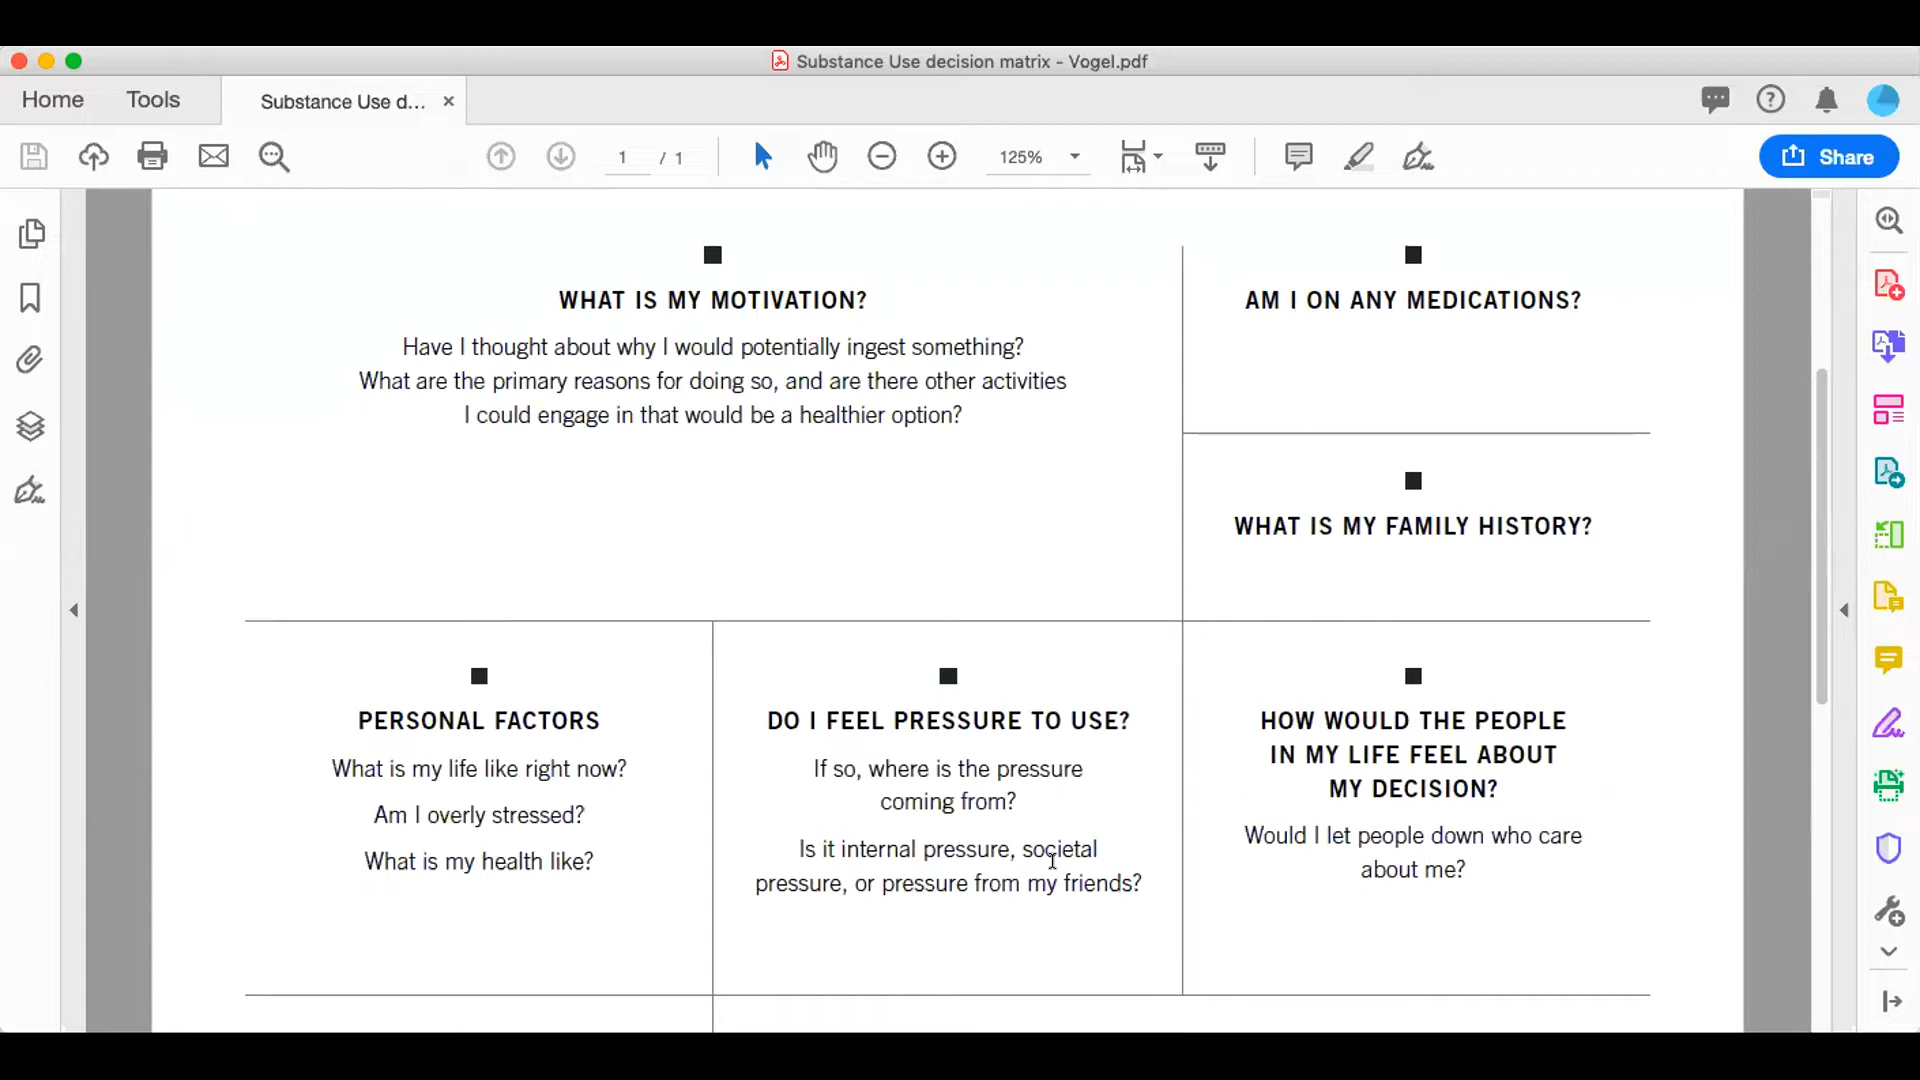 Substance Use decision matrix - Vogel.pdf
Home
Tools
Substance Use d...
1 / 1
125%
Share
WHAT IS MY MOTIVATION?
Have I thought about why I would potentially ingest something?
What are the primary reasons for doing so, and are there other activities
I could engage in that would be a healthier option?
AM I ON ANY MEDICATIONS?
WHAT IS MY FAMILY HISTORY?
PERSONAL FACTORS
What is my life like right now?
Am I overly stressed?
What is my health like?
DO I FEEL PRESSURE TO USE?
If so, where is the pressure
coming from?
Is it internal pressure, societal
pressure, or pressure from my friends?
HOW WOULD THE PEOPLE
IN MY LIFE FEEL ABOUT
MY DECISION?
Would I let people down who care
about me?